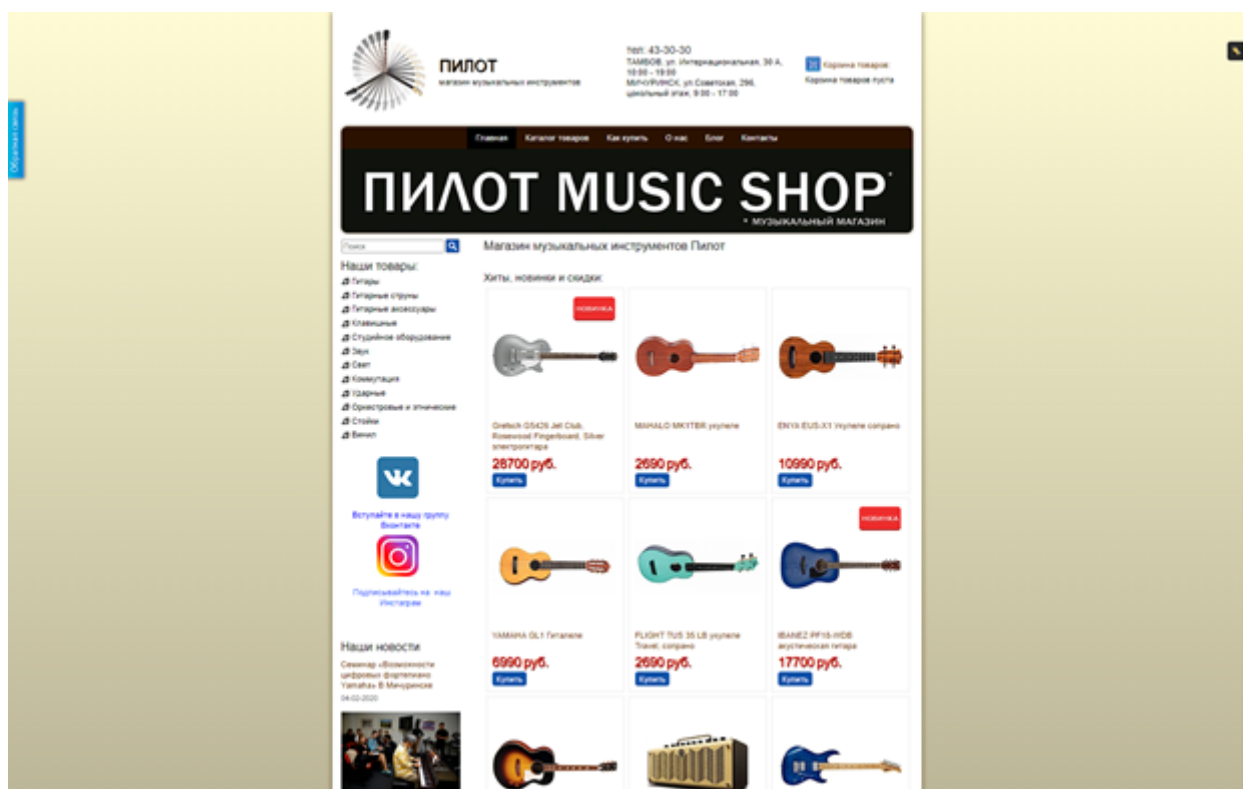 ПИЛОТ
магазин музыкальных инструментов
тел: 43-30-30
ТАМБОВ, ул. Интернациональная, 30 А,
10:00 - 19:00
МИЧУРИНСК, ул.Советская, 296,
цокольный этаж, 9:00 - 17:00
Корзина товаров:
Корзина товаров пуста
Обратная связь
Главная Каталог товаров Как купить О нас Блог Контакты
ПИЛОТ MUSIC SHOP*
* МУЗЫКАЛЬНЫЙ МАГАЗИН
Поиск
Магазин музыкальных инструментов Пилот
Наши товары:
Гитары
Гитарные струны
Гитарные аксессуары
Клавишные
Студийное оборудование
Звук
Свет
Коммутация
Ударные
Оркестровые и этнические
Стойки
Винил
Вступайте в нашу группу
Вконтакте
Подписывайтесь на наш
Инстаграм
Наши новости
Семинар «Возможности
цифровых фортепиано
Yamaha» В Мичуринске
04-02-2020
Хиты, новинки и скидки:
НОВИНКА
Gretsch G5426 Jet Club,
Rosewood Fingerboard, Silver
электрогитара
28700 руб.
Купить
MAHALO MK1TBR укулеле
2690 руб.
Купить
ENYA EUS-X1 Укулеле сопрано
10990 руб.
Купить
YAMAHA GL1 Гиталеле
6990 руб.
Купить
FLIGHT TUS 35 LB укулеле
Travel, сопрано
2690 руб.
Купить
НОВИНКА
IBANEZ PF18-WDB
акустическая гитара
17700 руб.
Купить